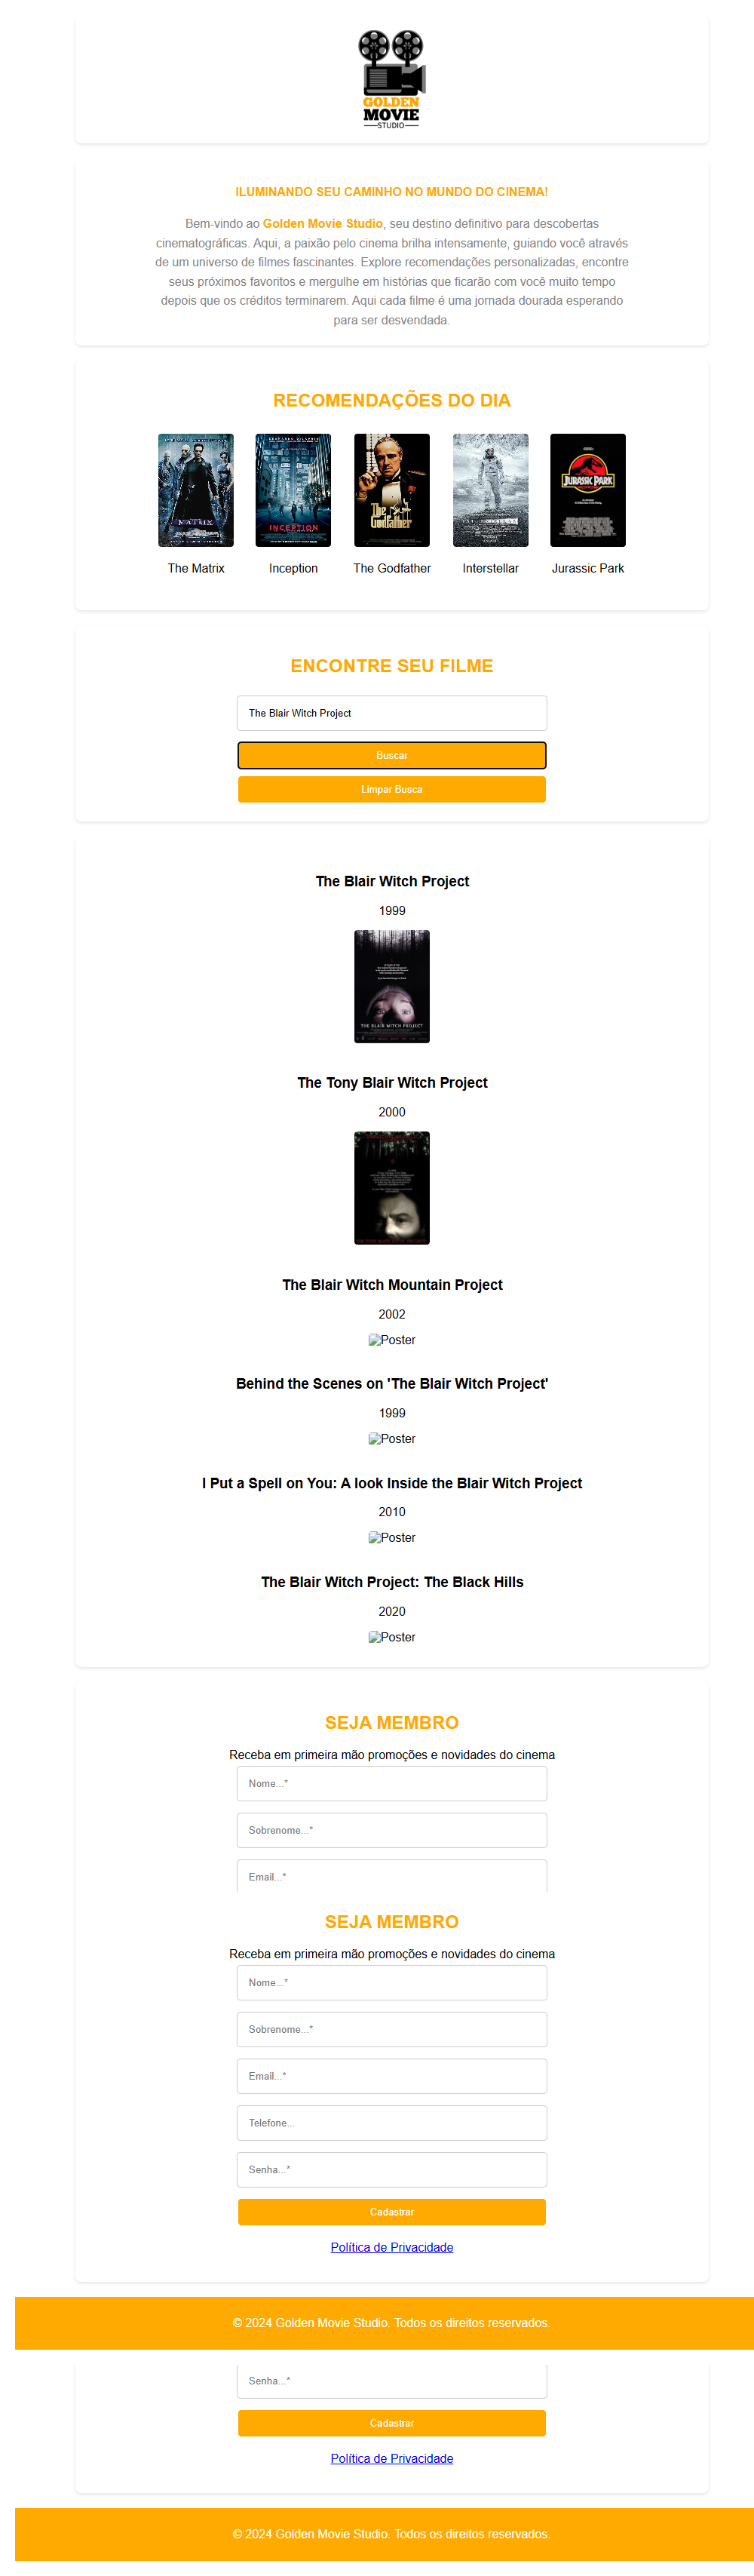 GOLDEN
MOVIE
STUDIO
ILUMINANDO SEU CAMINHO NO MUNDO DO CINEMA!
Bem-vindo ao Golden Movie Studio, seu destino definitivo para descobertas
cinematográficas. Aqui, a paixão pelo cinema brilha intensamente, guiando você através
de um universo de filmes fascinantes. Explore recomendações personalizadas, encontre
seus próximos favoritos e mergulhe em histórias que ficarão com você muito tempo
depois que os créditos terminarem. Aqui cada filme é uma jornada dourada esperando
para ser desvendada.
RECOMENDAÇÕES DO DIA
MATRIX
INCEPTION
The Godfather
JURASSIC PARK
The Matrix
Inception
The Godfather
Interstellar
Jurassic Park
ENCONTRE SEU FILME
The Blair Witch Project
Buscar
Limpar Busca
The Blair Witch Project
1999
THE BLAIR WITCH PROJECT
The Tony Blair Witch Project
2000
The Blair Witch Mountain Project
2002
Poster
Behind the Scenes on 'The Blair Witch Project'
1999
Poster
I Put a Spell on You: A look Inside the Blair Witch Project
2010
Poster
The Blair Witch Project: The Black Hills
2020
Poster
SEJA MEMBRO
Receba em primeira mão promoções e novidades do cinema
Nome...*
Sobrenome...*
Email...*
SEJA MEMBRO
Receba em primeira mão promoções e novidades do cinema
Nome...*
Sobrenome...*
Email...*
Telefone...
Senha...*
Cadastrar
Política de Privacidade
© 2024 Golden Movie Studio. Todos os direitos reservados.
Senha...*
Cadastrar
Política de Privacidade
© 2024 Golden Movie Studio. Todos os direitos reservados.